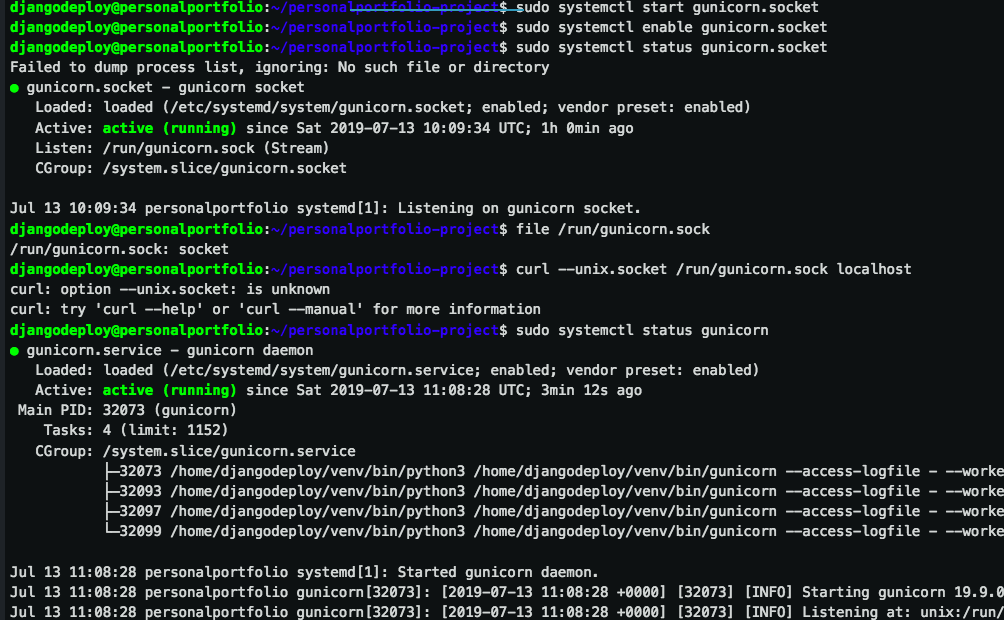 djangodeploy@personalportfolio:~/personalportfolio-project$ sudo systemctl start gunicorn.socket
djangodeploy@personalportfolio:~/personalportfolio-project$ sudo systemctl enable gunicorn.socket
djangodeploy@personalportfolio:~/personalportfolio-project$ sudo systemctl status gunicorn.socket
Failed to dump process list, ignoring: No such file or directory
● gunicorn.socket - gunicorn socket
   Loaded: loaded (/etc/systemd/system/gunicorn.socket; enabled; vendor preset: enabled)
   Active: active (running) since Sat 2019-07-13 10:09:34 UTC; 1h 0min ago
   Listen: /run/gunicorn.sock (Stream)
   CGroup: /system.slice/gunicorn.socket

Jul 13 10:09:34 personalportfolio systemd[1]: Listening on gunicorn socket.
djangodeploy@personalportfolio:~/personalportfolio-project$ file /run/gunicorn.sock
/run/gunicorn.sock: socket
djangodeploy@personalportfolio:~/personalportfolio-project$ curl --unix.socket /run/gunicorn.sock localhost
curl: option --unix.socket: is unknown
curl: try 'curl --help' or 'curl --manual' for more information
djangodeploy@personalportfolio:~/personalportfolio-project$ sudo systemctl status gunicorn
● gunicorn.service - gunicorn daemon
   Loaded: loaded (/etc/systemd/system/gunicorn.service; enabled; vendor preset: enabled)
   Active: active (running) since Sat 2019-07-13 11:08:28 UTC; 3min 12s ago
 Main PID: 32073 (gunicorn)
    Tasks: 4 (limit: 1152)
   CGroup: /system.slice/gunicorn.service
           ├─32073 /home/djangodeploy/venv/bin/python3 /home/djangodeploy/venv/bin/gunicorn --access-logfile - --worke
           ├─32093 /home/djangodeploy/venv/bin/python3 /home/djangodeploy/venv/bin/gunicorn --access-logfile - --worke
           ├─32097 /home/djangodeploy/venv/bin/python3 /home/djangodeploy/venv/bin/gunicorn --access-logfile - --worke
           └─32099 /home/djangodeploy/venv/bin/python3 /home/djangodeploy/venv/bin/gunicorn --access-logfile - --worke

Jul 13 11:08:28 personalportfolio systemd[1]: Started gunicorn daemon.
Jul 13 11:08:28 personalportfolio gunicorn[32073]: [2019-07-13 11:08:28 +0000] [32073] [INFO] Starting gunicorn 19.9.0
Jul 13 11:08:28 personalportfolio gunicorn[32073]: [2019-07-13 11:08:28 +0000] [32073] [INFO] Listening at: unix:/run/